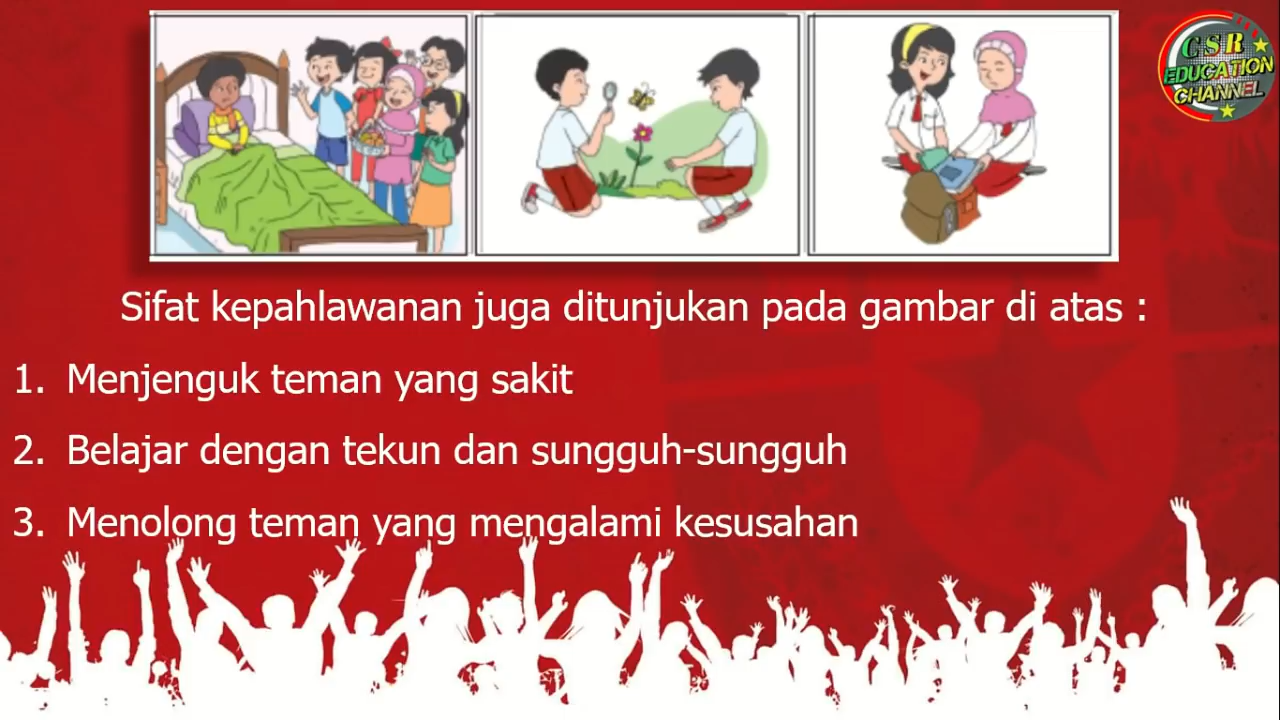 CSR
EDUCATION
CHANNEL
Sifat kepahlawanan juga ditunjukan pada gambar di atas :
1. Menjenguk teman yang sakit
2. Belajar dengan tekun dan sungguh-sungguh
3. Menolong teman yang mengalami kesusahan